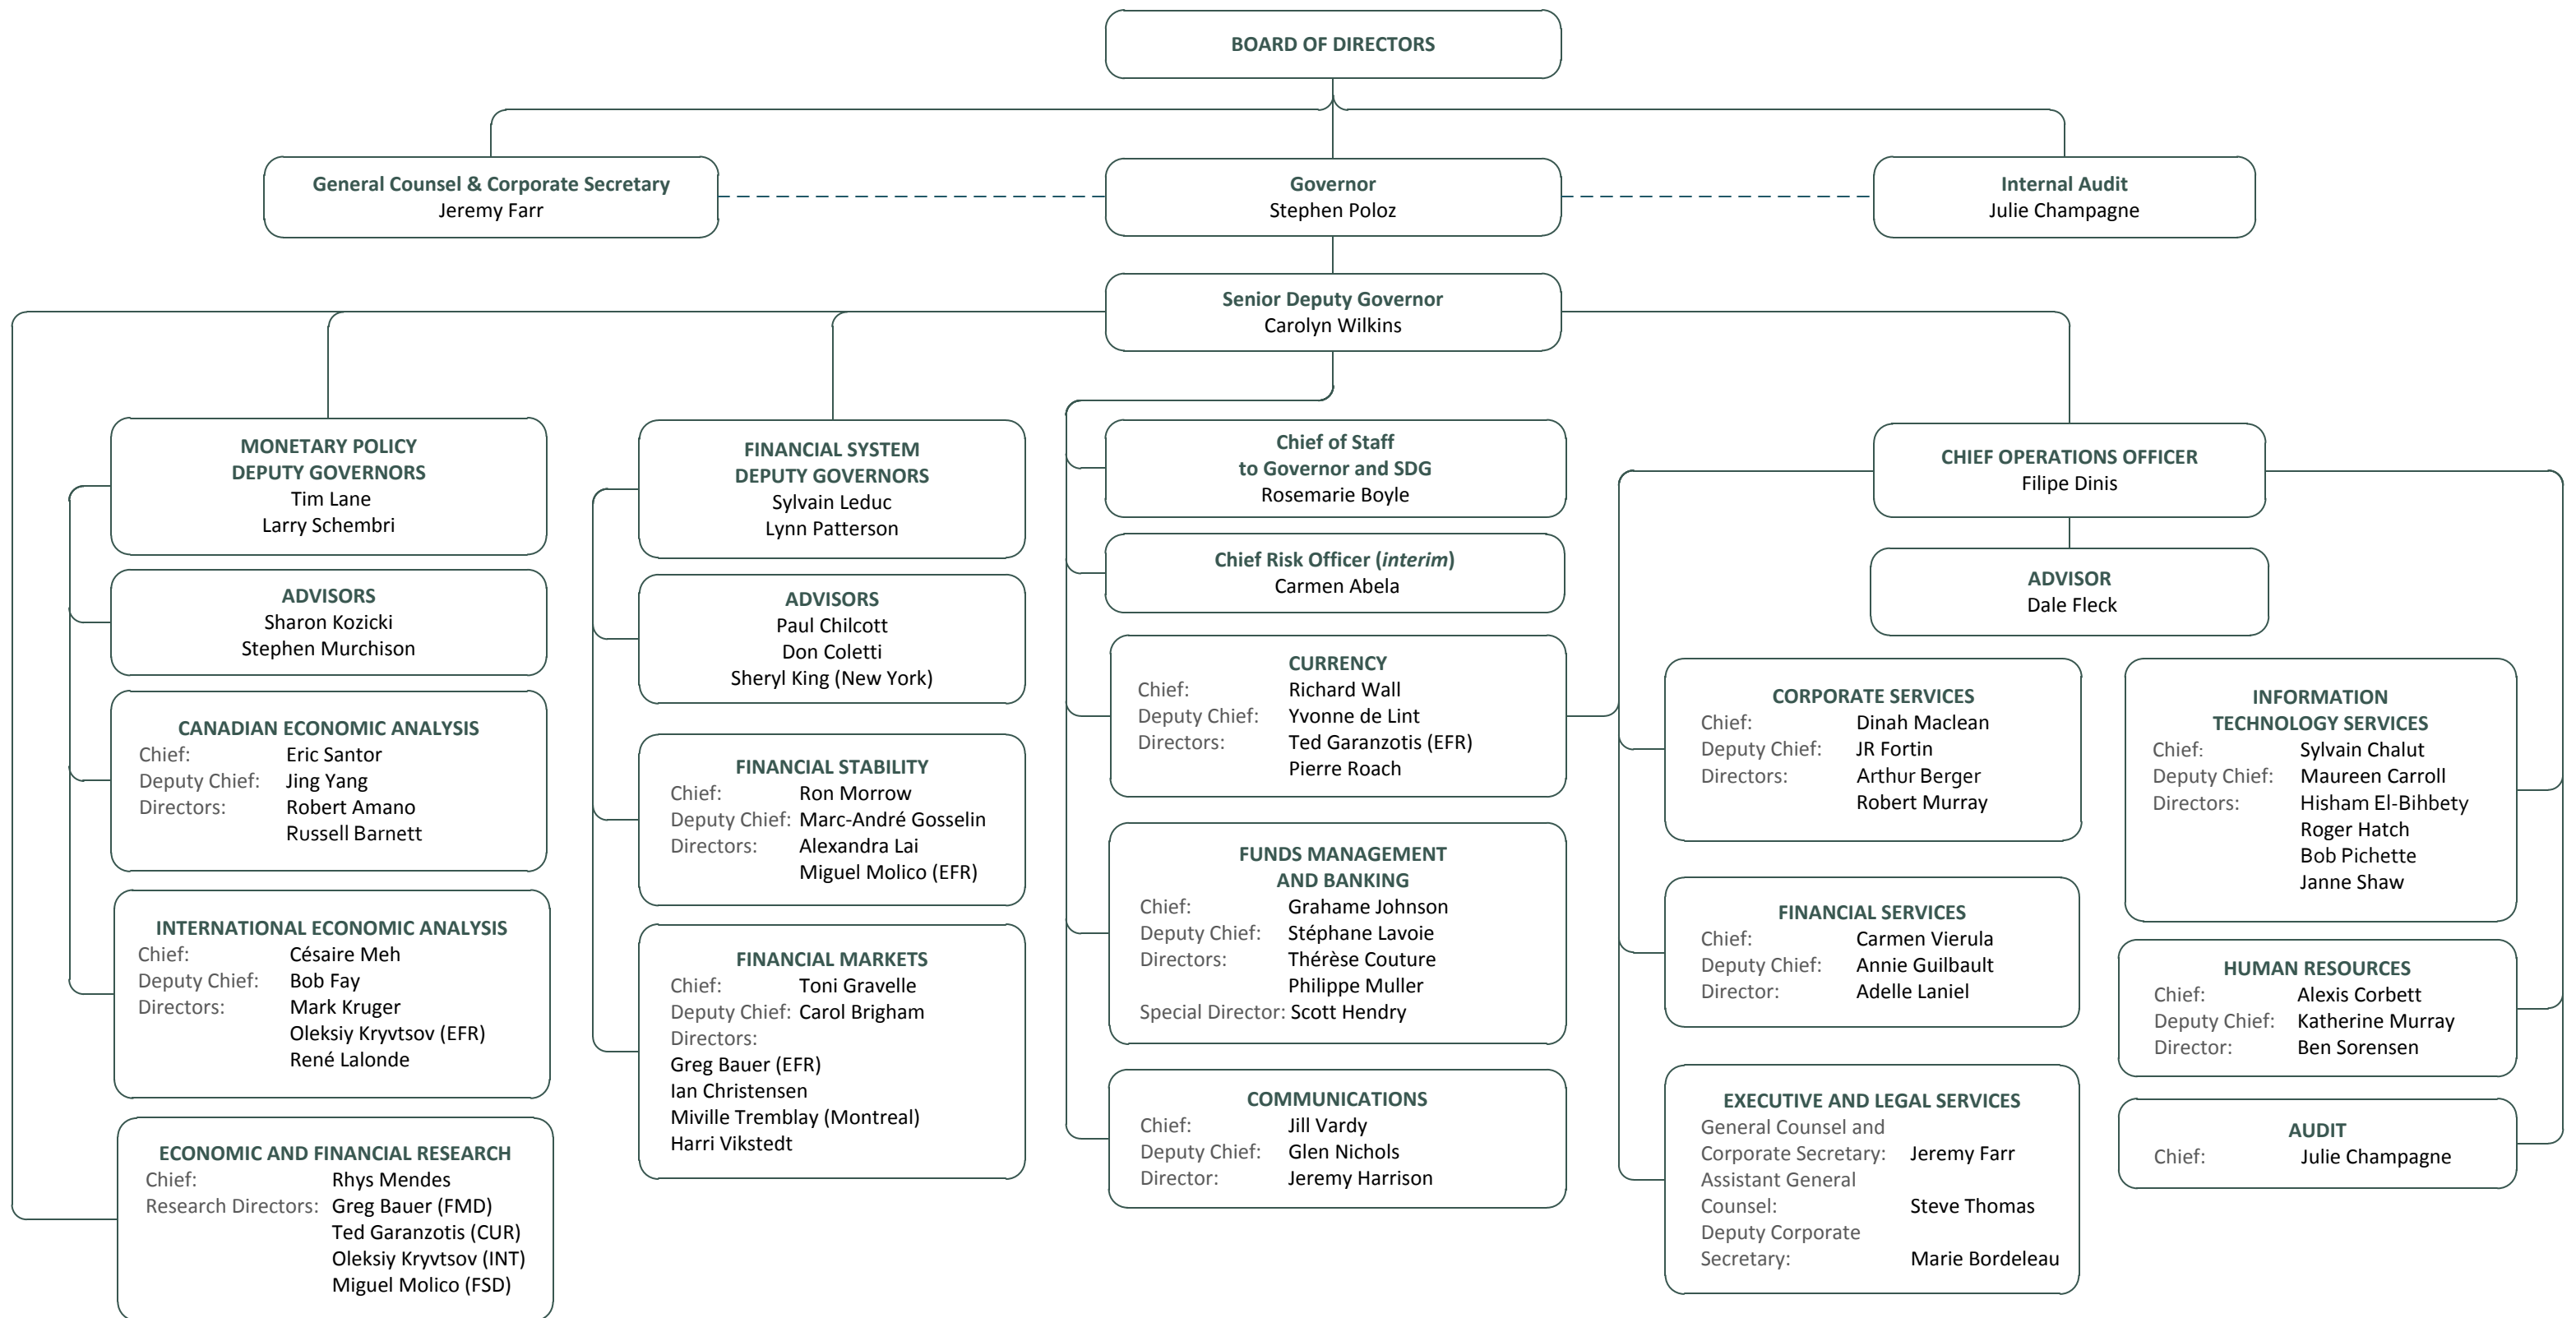 BOARD OF DIRECTORS
General Counsel & Corporate Secretary
Jeremy Farr
Governor
Stephen Poloz
Internal Audit
Julie Champagne
Senior Deputy Governor
Carolyn Wilkins
MONETARY POLICY
DEPUTY GOVERNORS
Tim Lane
Larry Schembri
ADVISORS
Sharon Kozicki
Stephen Murchison
CANADIAN ECONOMIC ANALYSIS
Chief: Eric Santor
Deputy Chief: Jing Yang
Directors: Robert Amano
Russell Barnett
INTERNATIONAL ECONOMIC ANALYSIS
Chief: Césaire Meh
Deputy Chief: Bob Fay
Directors: Mark Kruger
Oleksiy Kryvtsov (EFR)
René Lalonde
ECONOMIC AND FINANCIAL RESEARCH
Chief: Rhys Mendes
Research Directors: Greg Bauer (FMD)
Ted Garanzotis (CUR)
Oleksiy Kryvtsov (INT)
Miguel Molico (FSD)
FINANCIAL SYSTEM
DEPUTY GOVERNORS
Sylvain Leduc
Lynn Patterson
ADVISORS
Paul Chilcott
Don Coletti
Sheryl King (New York)
FINANCIAL STABILITY
Chief: Ron Morrow
Deputy Chief: Marc-André Gosselin
Directors: Alexandra Lai
Miguel Molico (EFR)
FINANCIAL MARKETS
Chief: Toni Gravelle
Deputy Chief: Carol Brigham
Directors:
Greg Bauer (EFR)
Ian Christensen
Miville Tremblay (Montreal)
Harri Vikstedt
Chief of Staff
to Governor and SDG
Rosemarie Boyle
Chief Risk Officer (interim)
Carmen Abela
CURRENCY
Chief: Richard Wall
Deputy Chief: Yvonne de Lint
Directors: Ted Garanzotis (EFR)
Pierre Roach
FUNDS MANAGEMENT
AND BANKING
Chief: Grahame Johnson
Deputy Chief: Stéphane Lavoie
Directors: Thérèse Couture
Philippe Muller
Special Director: Scott Hendry
COMMUNICATIONS
Chief: Jill Vardy
Deputy Chief: Glen Nichols
Director: Jeremy Harrison
CHIEF OPERATIONS OFFICER
Filipe Dinis
ADVISOR
Dale Fleck
CORPORATE SERVICES
Chief: Dinah Maclean
Deputy Chief: JR Fortin
Directors: Arthur Berger
Robert Murray
FINANCIAL SERVICES
Chief: Carmen Vierula
Deputy Chief: Annie Guilbault
Director: Adelle Laniel
EXECUTIVE AND LEGAL SERVICES
General Counsel and
Corporate Secretary: Jeremy Farr
Assistant General
Counsel: Steve Thomas
Deputy Corporate
Secretary: Marie Bordeleau
INFORMATION
TECHNOLOGY SERVICES
Chief: Sylvain Chalut
Deputy Chief: Maureen Carroll
Directors: Hisham El-Bihbety
Roger Hatch
Bob Pichette
Janne Shaw
HUMAN RESOURCES
Chief: Alexis Corbett
Deputy Chief: Katherine Murray
Director: Ben Sorensen
AUDIT
Chief: Julie Champagne